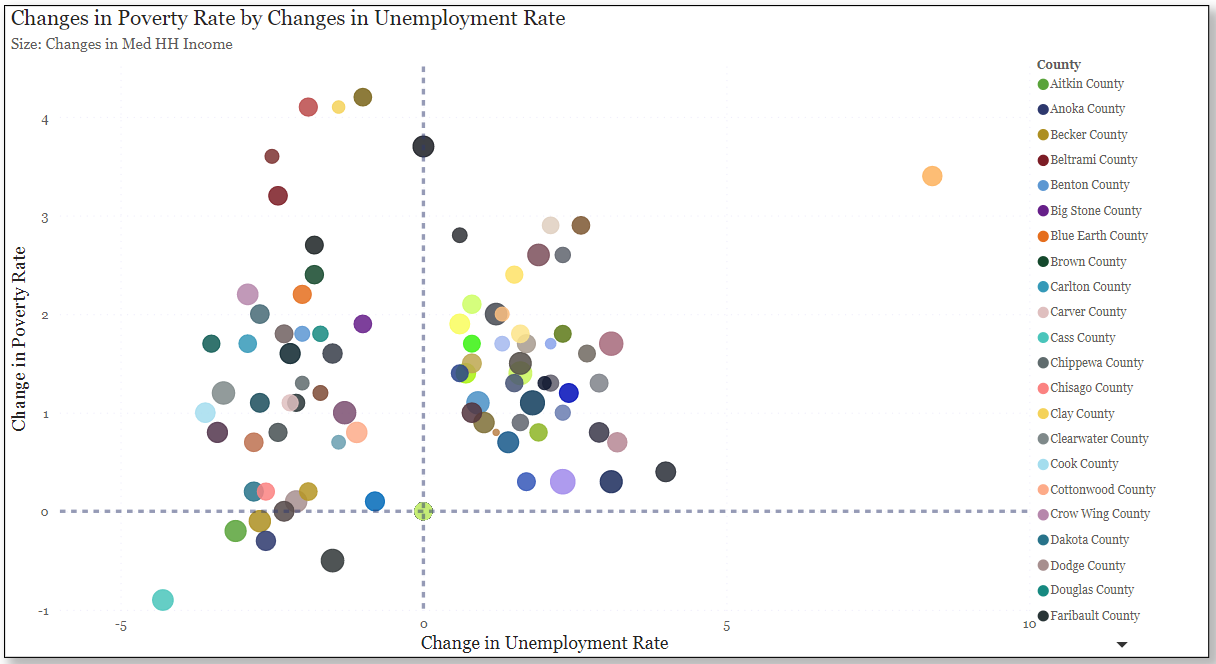 Changes in Poverty Rate by Changes in Unemployment Rate
Size: Changes in Med HH Income
County
Aitkin County
Anoka County
Becker County
Beltrami County
Benton County
Big Stone County
Blue Earth County
Brown County
Carlton County
Carver County
Cass County
Chippewa County
Chisago County
Clay County
Clearwater County
Cook County
Cottonwood County
Crow Wing County
Dakota County
Dodge County
Douglas County
Faribault County
Change in Poverty Rate
4
3
2
1
0
-1
-5
0
5
10
Change in Unemployment Rate